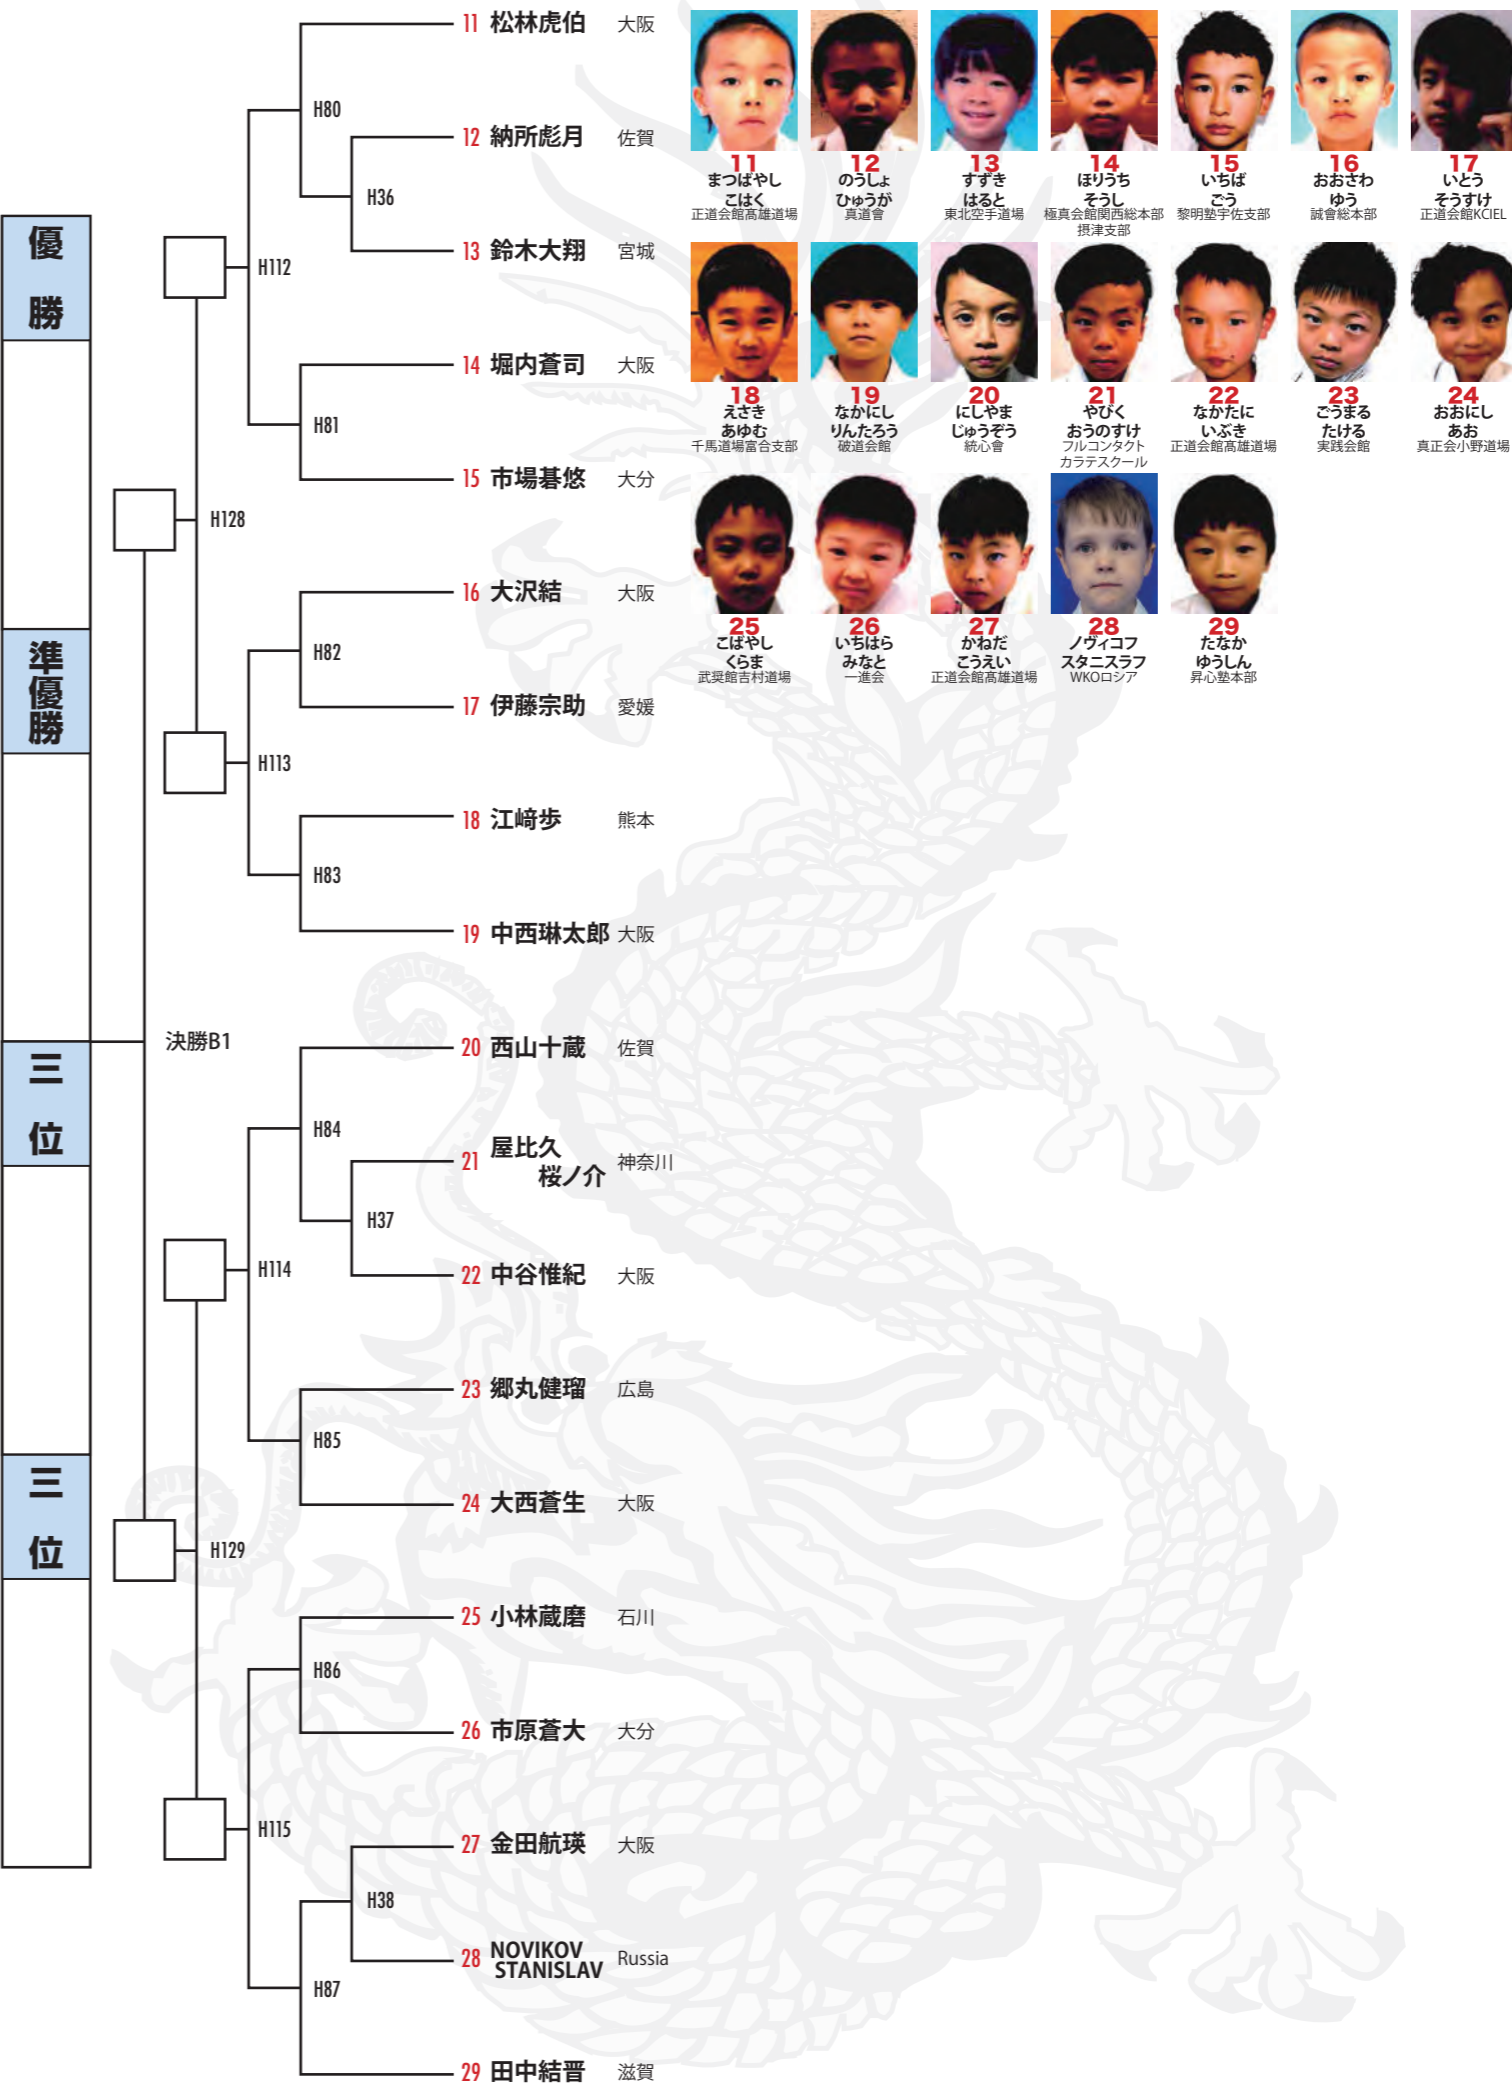 優勝
準優勝
三位
三位
決勝B1
H128
H129
H112
H113
H114
H115
H80
H36
H81
H82
H83
H84
H37
H85
H86
H38
H87
11 松林虎伯 大阪
12 納所彪月 佐賀
13 鈴木大翔 宮城
14 堀内蒼司 大阪
15 市場碁悠 大分
16 大沢結 大阪
17 伊藤宗助 愛媛
18 江﨑歩 熊本
19 中西琳太郎 大阪
20 西山十蔵 佐賀
21 屋比久
桜ノ介 神奈川
22 中谷惟紀 大阪
23 郷丸健瑠 広島
24 大西蒼生 大阪
25 小林蔵磨 石川
26 市原蒼大 大分
27 金田航瑛 大阪
28 NOVIKOV
STANISLAV Russia
29 田中結晋 滋賀
11
まつばやし
こはく
正道会館髙雄道場
12
のうしょ
ひゅうが
真道會
13
すずき
はると
東北空手道場
14
ほりうち
そうし
極真会館関西総本部
摂津支部
15
いちば
ごう
黎明塾宇佐支部
16
おおさわ
ゆう
誠會総本部
17
いとう
そうすけ
正道会館KCIEL
18
えさき
あゆむ
千馬道場富合支部
19
なかにし
りんたろう
破道会館
20
にしやま
じゅうぞう
統心會
21
やびく
おうのすけ
フルコンタクト
カラテスクール
22
なかたに
いぶき
正道会館髙雄道場
23
ごうまる
たける
実践会館
24
おおにし
あお
真正会小野道場
25
こばやし
くらま
武奨館吉村道場
26
いちはら
みなと
一進会
27
かねだ
こうえい
正道会館髙雄道場
28
ノヴィコフ
スタニスラフ
WKOロシア
29
たなか
ゆうしん
昇心塾本部